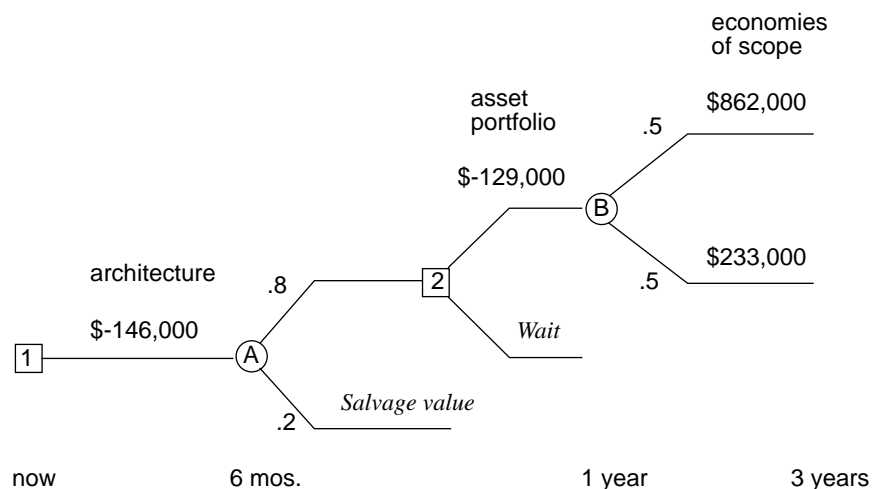 economies
of scope
$862,000
asset
portfolio
.5
$-129,000
B
architecture
.8
2
.5
$233,000
$-146,000
1
A
Wait
.2
Salvage value
now 6 mos. 1 year 3 years